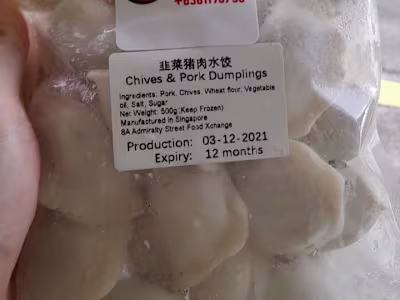 韭菜猪肉水饺
Chives & Pork Dumplings
Ingredients: Pork, Chives, Wheat flour, Vegetable
oil, Salt, Sugar
Net Weight: 500g (Keep Frozen)
Manufactured in Singapore
8A Admiralty Street Food Xchange
Production: 03-12-2021
Expiry: 12 months